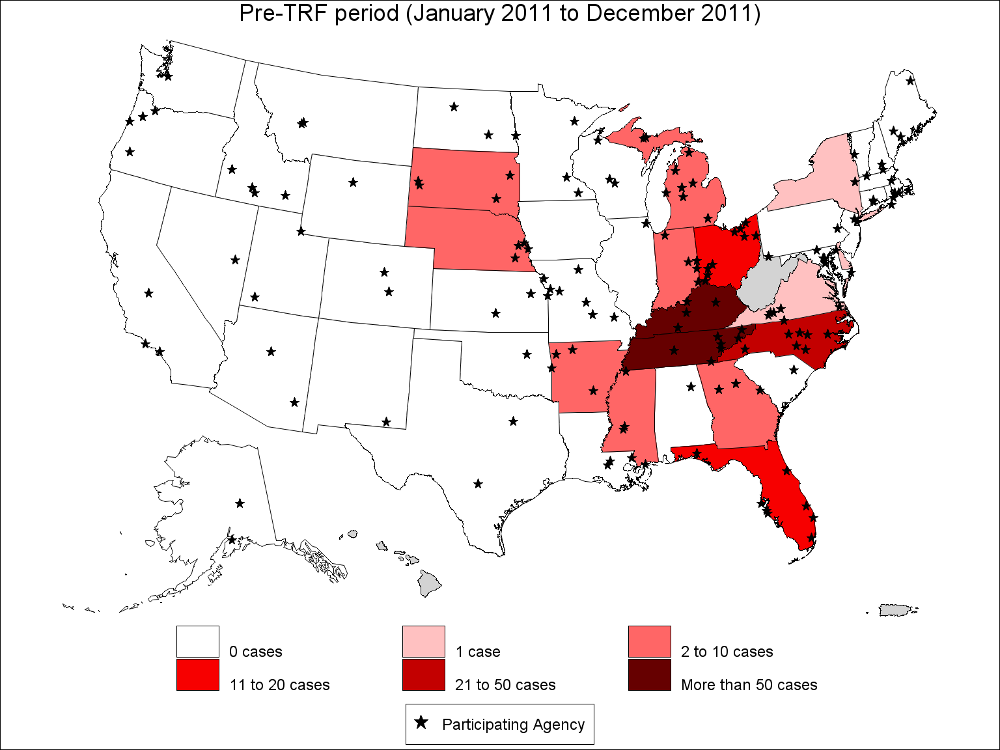 Pre-TRF period (January 2011 to December 2011)
0 cases
1 case
2 to 10 cases
11 to 20 cases
21 to 50 cases
More than 50 cases
Participating Agency